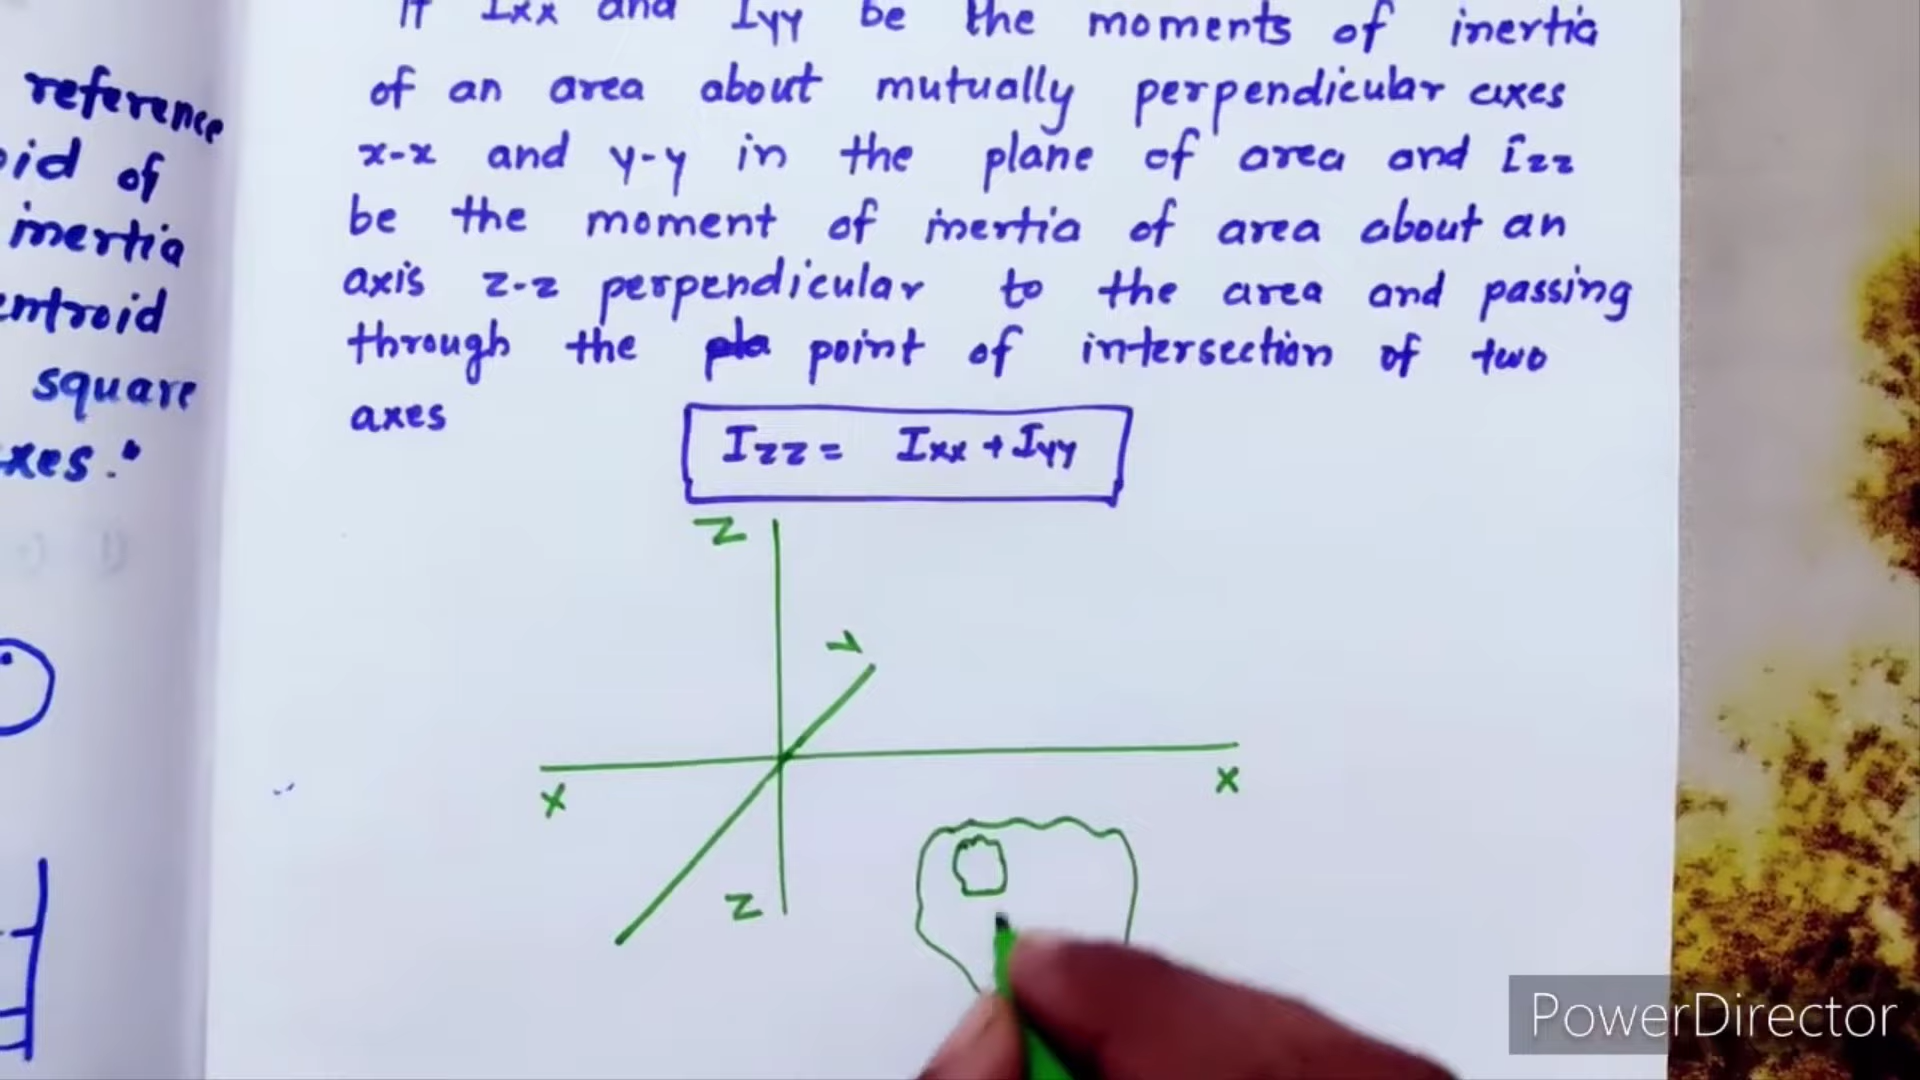 reference
oid of
inertia
entroid
square
xes."
If Ixx and Iyy be the moments of inertia
of an area about mutually perpendicular axes
x-x and y-y in the plane of area and Izz
be the moment of inertia of area about an
axis z-z perpendicular to the area and passing
through the pla point of intersection of two
axes
Izz = Ixx + Iyy
Z
Y
X
X
Z
PowerDirector